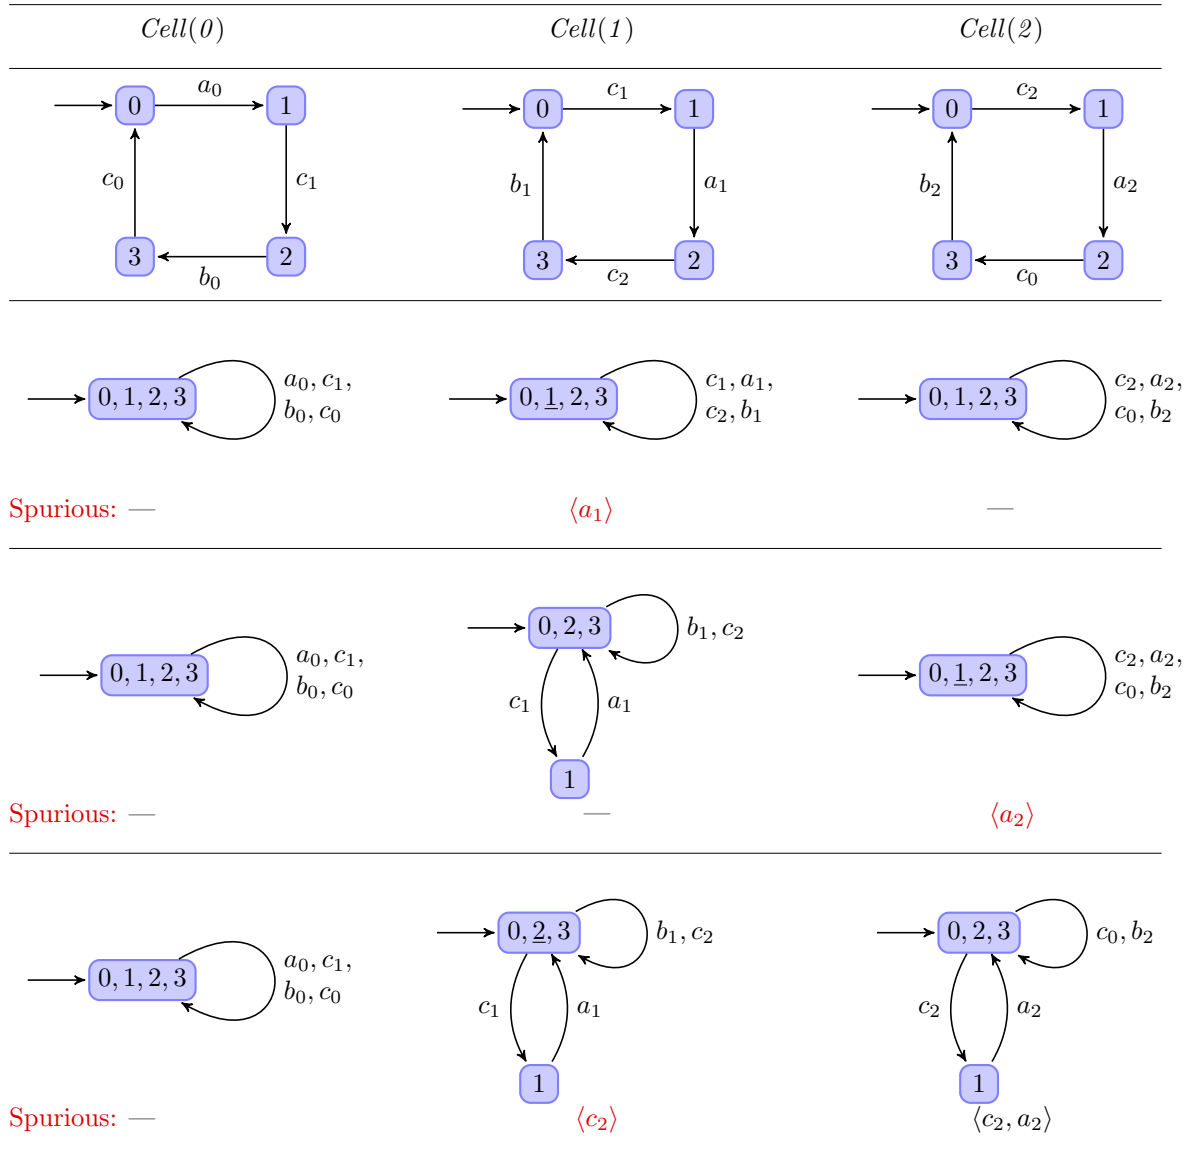 Cell(0) Cell(1) Cell(2)
0 a₀ 1 0 c₁ 1 0 c₂ 1
c₀ c₁ b₁ a₁ b₂ a₂
3 b₀ 2 3 c₂ 2 3 c₀ 2
0, 1, 2, 3 a₀, c₁, 0, 1, 2, 3 c₁, a₁, 0, 1, 2, 3 c₂, a₂,
b₀, c₀ c₂, b₁ c₀, b₂
Spurious: — ⟨a₁⟩ —
0, 2, 3 b₁, c₂
0, 1, 2, 3 a₀, c₁, 0, 1, 2, 3 c₂, a₂,
b₀, c₀ c₀, b₂
c₁ a₁
1
Spurious: — — ⟨a₂⟩
0, 2, 3 b₁, c₂ 0, 2, 3 c₀, b₂
0, 1, 2, 3 a₀, c₁,
b₀, c₀
c₁ a₁ c₂ a₂
1 1
Spurious: — ⟨c₂⟩ ⟨c₂, a₂⟩